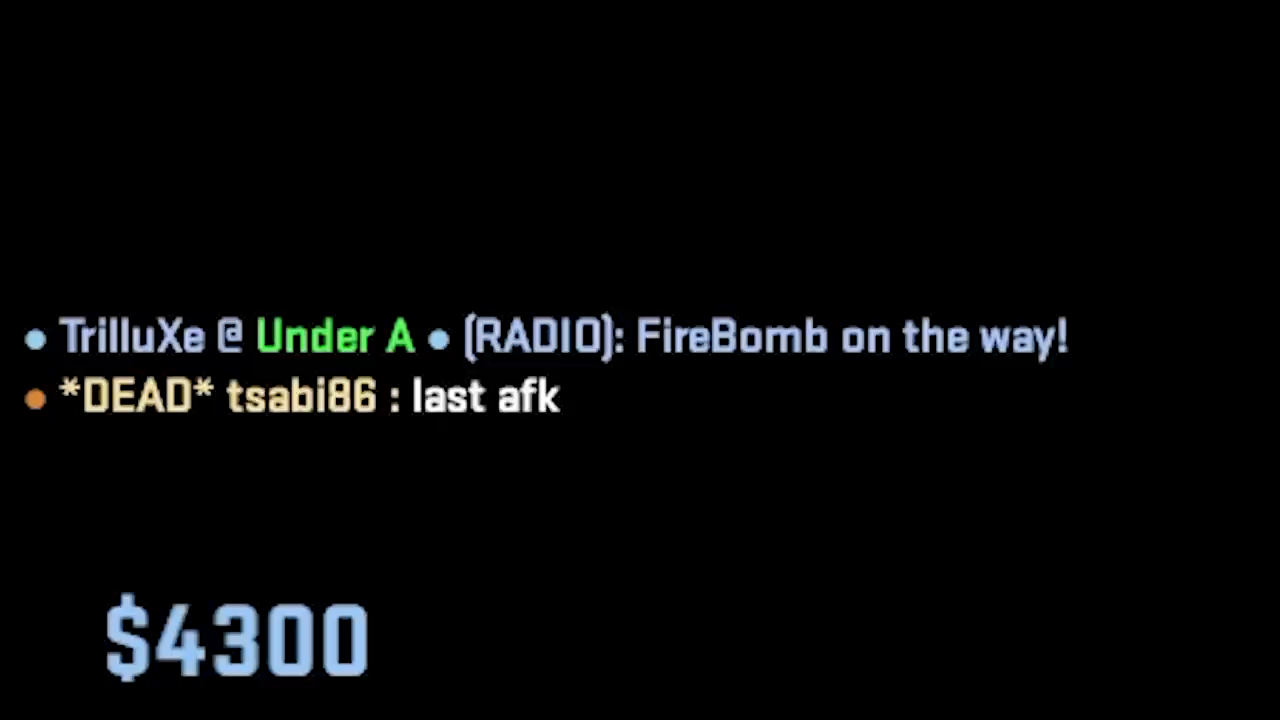 ● TrilluXe @ Under A ● (RADIO): FireBomb on the way!
● *DEAD* tsabi86 : last afk
$4300